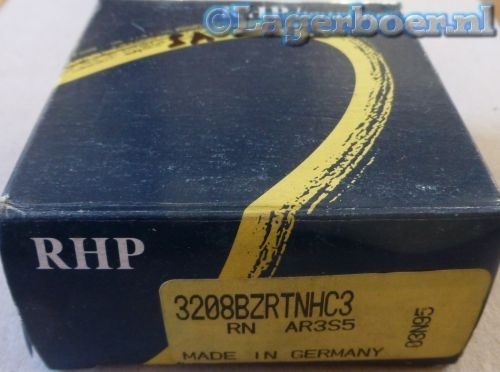 ©Lagerboer.nl
RHP
3208BZRTNHC3
RN AR3S5
03N95
MADE IN GERMANY